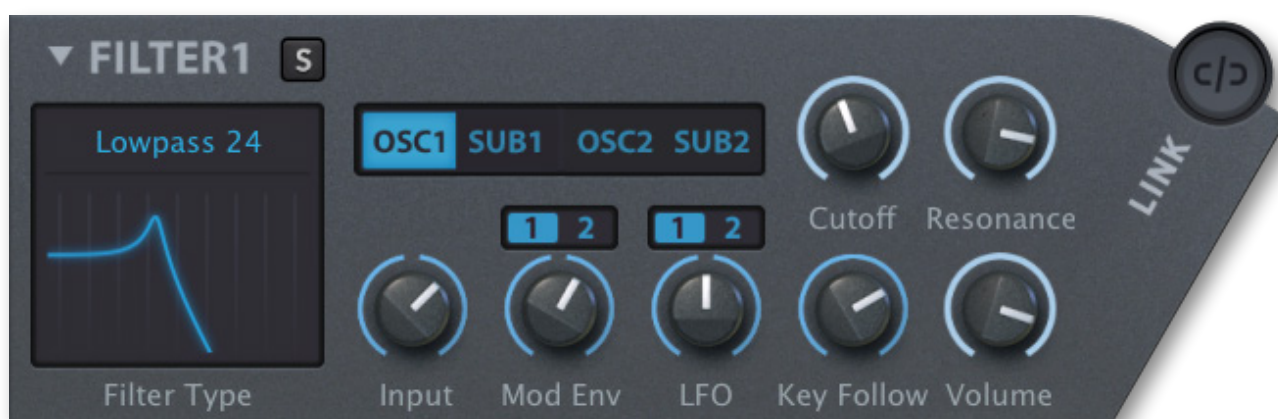 FILTER1 S
Lowpass 24
OSC1 SUB1 OSC2 SUB2
Cutoff Resonance
LINK
1 2 1 2
Filter Type Input Mod Env LFO Key Follow Volume